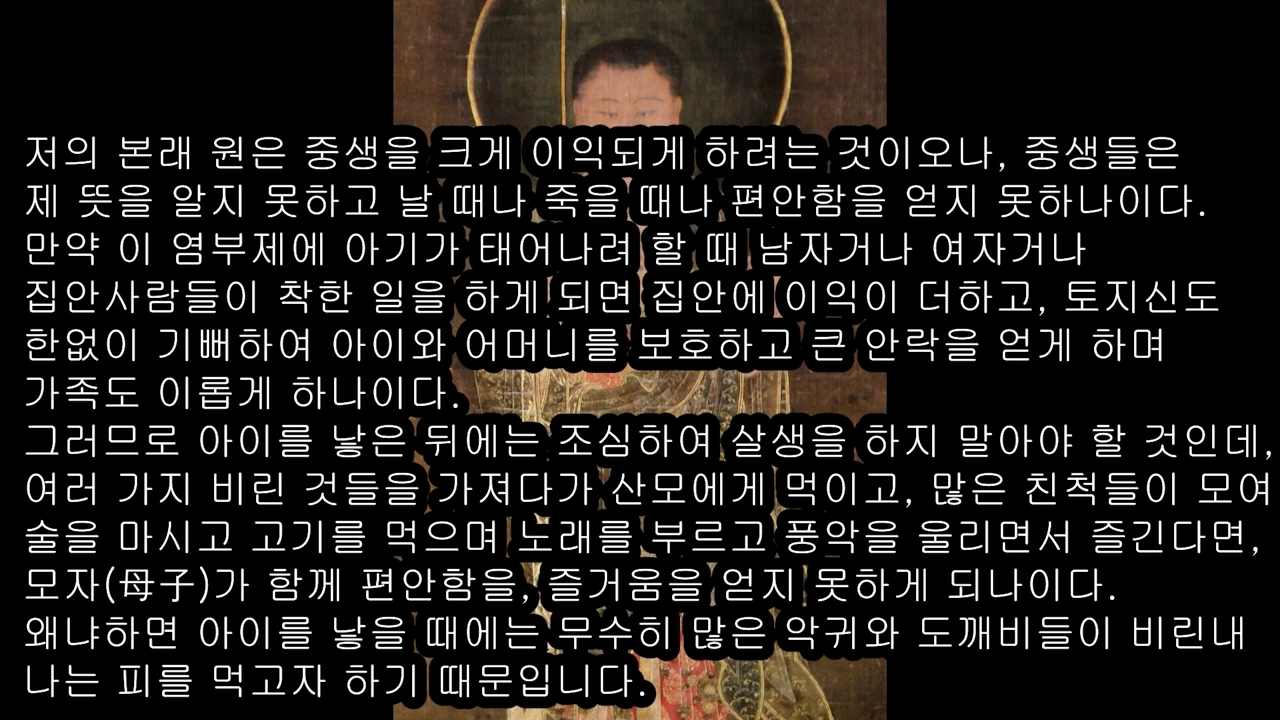 저의 본래 원은 중생을 크게 이익되게 하려는 것이오나, 중생들은
제 뜻을 알지 못하고 날 때나 죽을 때나 편안함을 얻지 못하나이다.
만약 이 염부제에 아기가 태어나려 할 때 남자거나 여자거나
집안사람들이 착한 일을 하게 되면 집안에 이익이 더하고, 토지신도
한없이 기뻐하여 아이와 어머니를 보호하고 큰 안락을 얻게 하며
가족도 이롭게 하나이다.
그러므로 아이를 낳은 뒤에는 조심하여 살생을 하지 말아야 할 것인데,
여러 가지 비린 것들을 가져다가 산모에게 먹이고, 많은 친척들이 모여
술을 마시고 고기를 먹으며 노래를 부르고 풍악을 울리면서 즐긴다면,
모자(母子)가 함께 편안함을, 즐거움을 얻지 못하게 되나이다.
왜냐하면 아이를 낳을 때에는 무수히 많은 악귀와 도깨비들이 비린내
나는 피를 먹고자 하기 때문입니다.